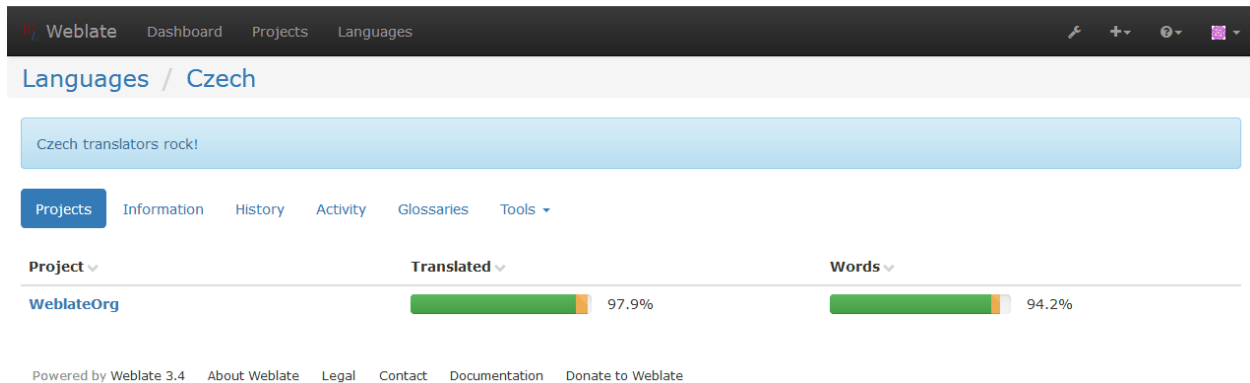 Weblate Dashboard Projects Languages
Languages / Czech
Czech translators rock!
Projects Information History Activity Glossaries Tools
Project Translated Words
WeblateOrg 97.9% 94.2%
Powered by Weblate 3.4 About Weblate Legal Contact Documentation Donate to Weblate